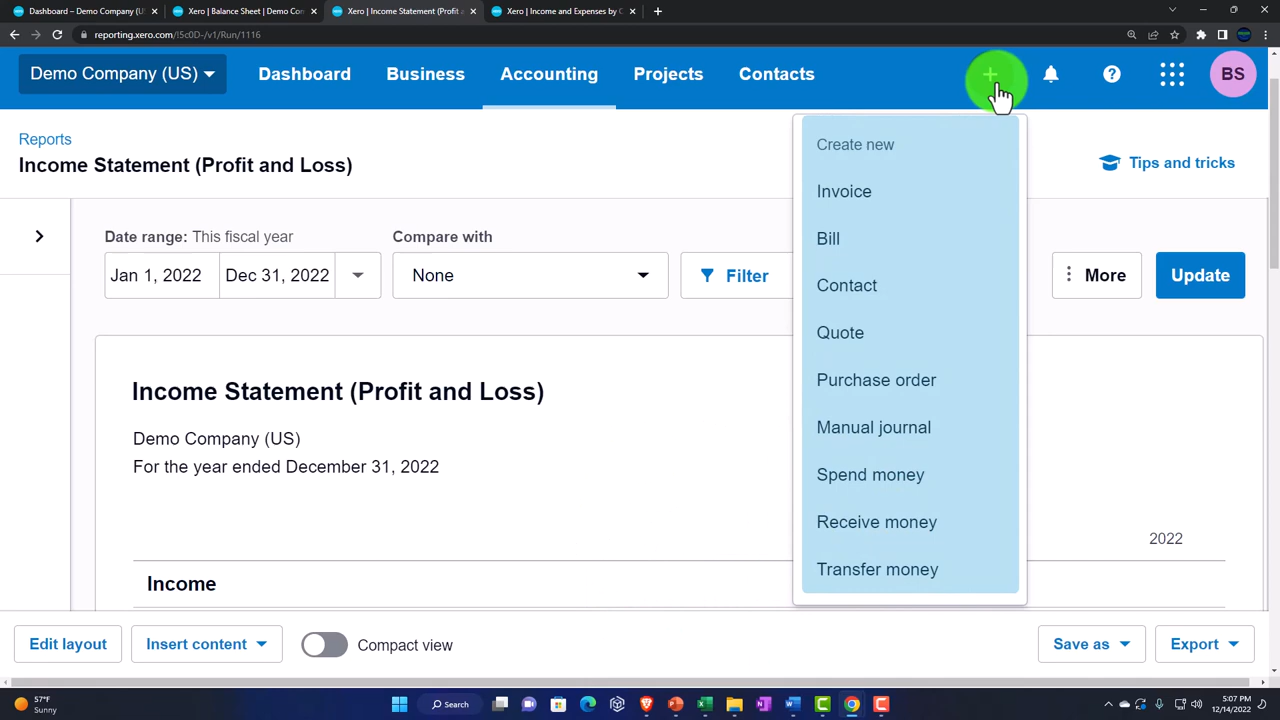 Dashboard – Demo Company (US)
Xero | Balance Sheet | Demo Com
Xero | Income Statement (Profit a
Xero | Income and Expenses by C
reporting.xero.com/!5c0D-/v1/Run/1116
Demo Company (US)
Dashboard
Business
Accounting
Projects
Contacts
BS
Reports
Income Statement (Profit and Loss)
Tips and tricks
Create new
Invoice
Bill
Contact
Quote
Purchase order
Manual journal
Spend money
Receive money
Transfer money
Date range: This fiscal year
Compare with
Jan 1, 2022
Dec 31, 2022
None
Filter
More
Update
Income Statement (Profit and Loss)
Demo Company (US)
For the year ended December 31, 2022
2022
Income
Edit layout
Insert content
Compact view
Save as
Export
57°F
Sunny
Search
5:07 PM
12/14/2022